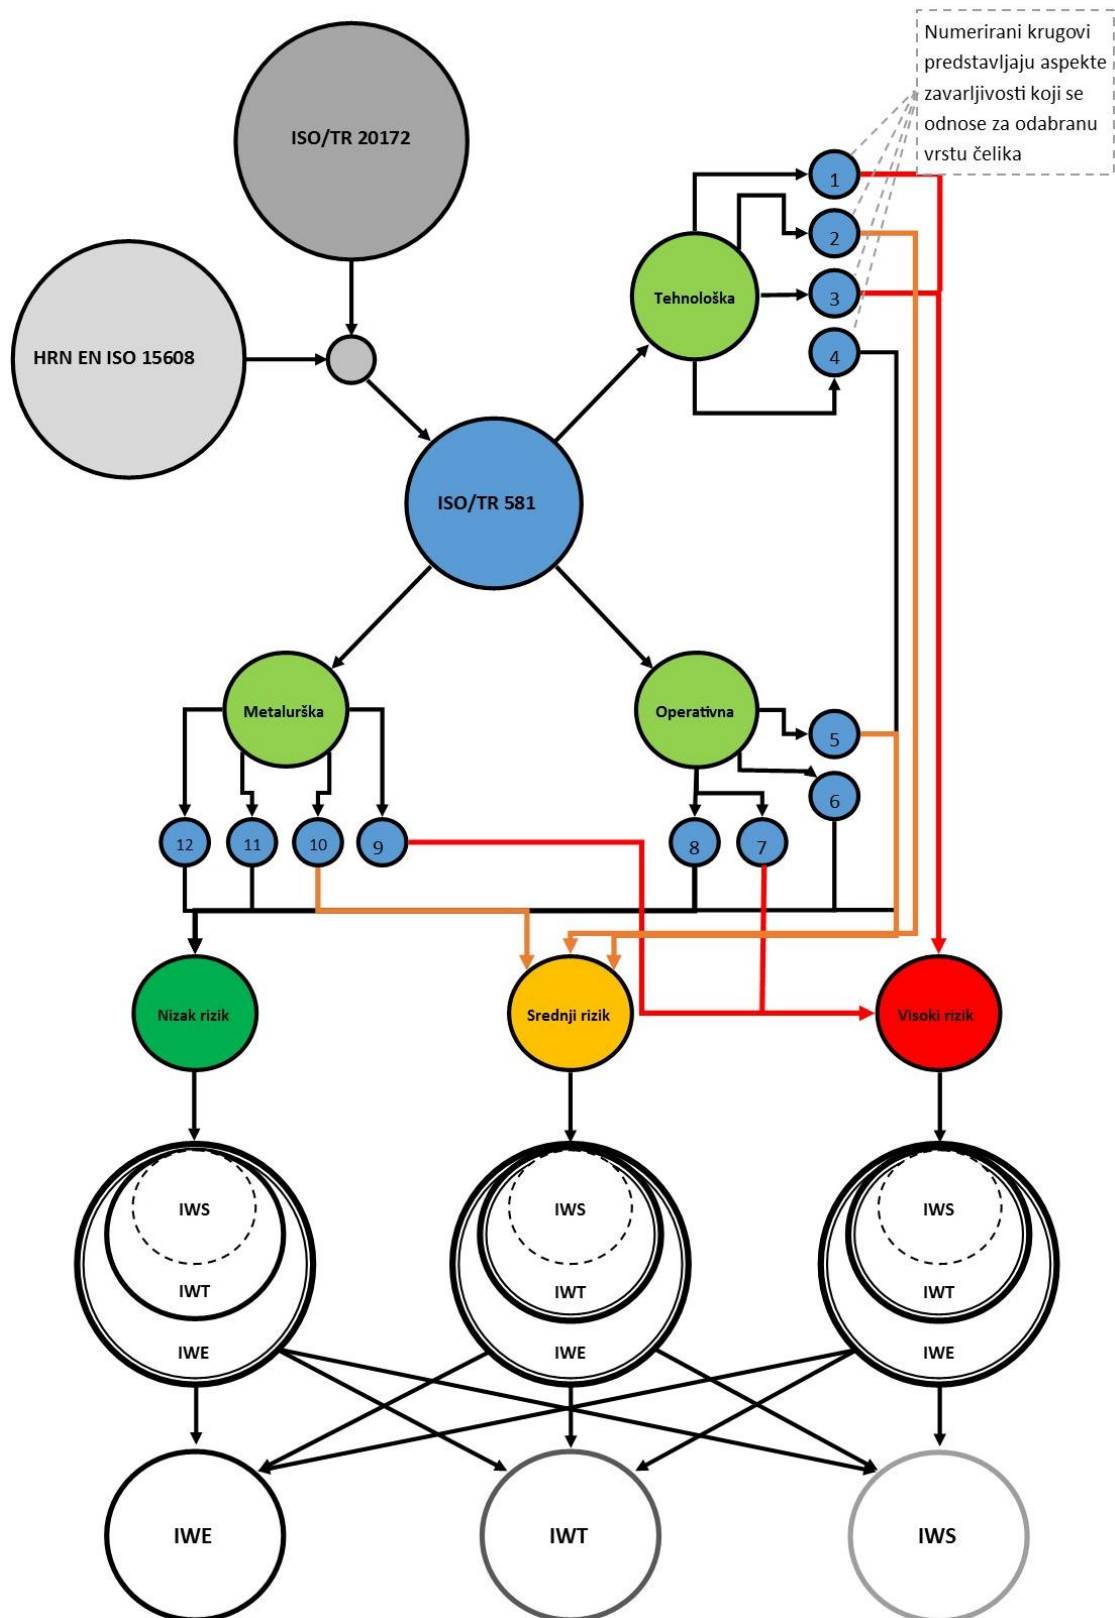 Numerirani krugovi
predstavljaju aspekte
zavarljivosti koji se
odnose za odabranu
vrstu čelika
ISO/TR 20172
HRN EN ISO 15608
1
2
Tehnološka
3
4
ISO/TR 581
Metalurška
Operativna
5
6
12
11
10
9
8
7
Nizak rizik
Srednji rizik
Visoki rizik
IWS
IWT
IWE
IWS
IWT
IWE
IWS
IWT
IWE
IWE
IWT
IWS